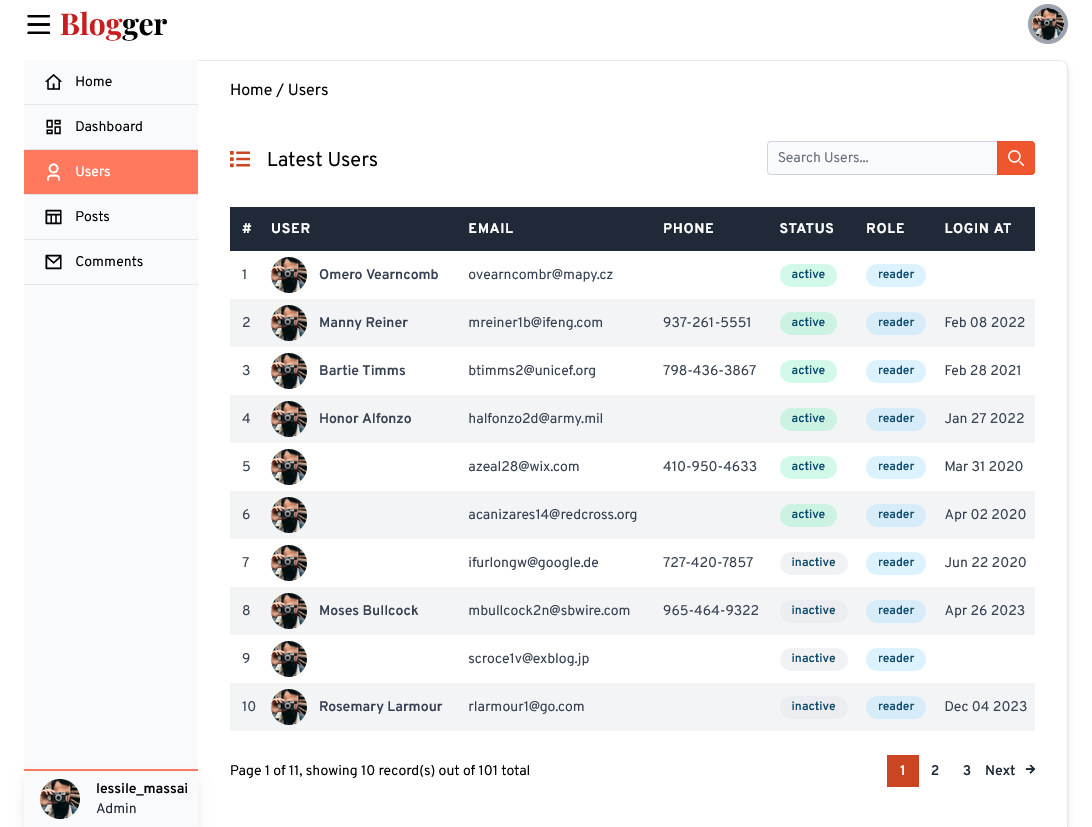 Blogger
Home
Dashboard
Users
Posts
Comments
lessile_massai
Admin
Home / Users
Latest Users
Search Users...
# USER EMAIL PHONE STATUS ROLE LOGIN AT
1 Omero Vearncomb ovearncombr@mapy.cz active reader
2 Manny Reiner mreiner1b@ifeng.com 937-261-5551 active reader Feb 08 2022
3 Bartie Timms btimms2@unicef.org 798-436-3867 active reader Feb 28 2021
4 Honor Alfonzo halfonzo2d@army.mil active reader Jan 27 2022
5 azeal28@wix.com 410-950-4633 active reader Mar 31 2020
6 acanizares14@redcross.org active reader Apr 02 2020
7 ifurlongw@google.de 727-420-7857 inactive reader Jun 22 2020
8 Moses Bullcock mbullcock2n@sbwire.com 965-464-9322 inactive reader Apr 26 2023
9 scroce1v@exblog.jp inactive reader
10 Rosemary Larmour rlarmour1@go.com inactive reader Dec 04 2023
Page 1 of 11, showing 10 record(s) out of 101 total
1 2 3 Next →